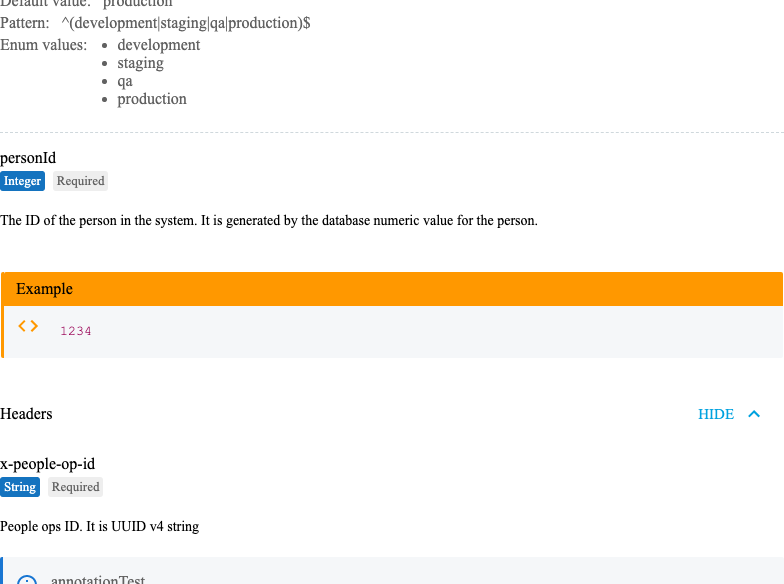 Default value: production
Pattern: ^(development|staging|qa|production)$
Enum values: • development
• staging
• qa
• production
personId
Integer Required
The ID of the person in the system. It is generated by the database numeric value for the person.
Example
<> 1234
Headers HIDE
x-people-op-id
String Required
People ops ID. It is UUID v4 string
annotationTest